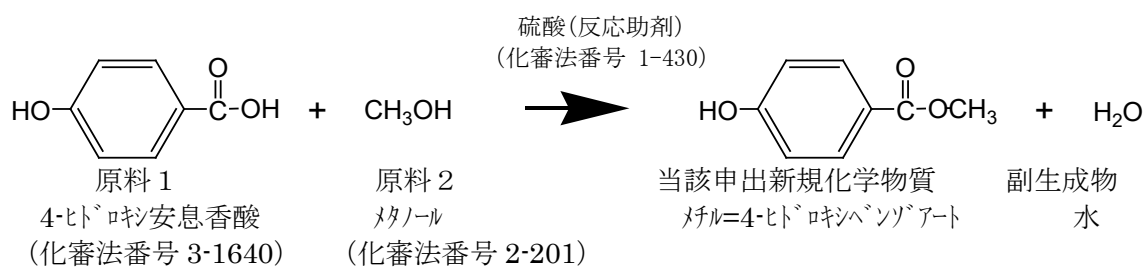 硫酸(反応助剤)
(化審法番号 1-430)
HO C O OH + CH₃OH HO C O OCH₃ + H₂O
原料１ 原料２ 当該申出新規化学物質 副生成物
4-ﾋﾄﾞﾛｷｼ安息香酸 ﾒﾀﾉｰﾙ ﾒﾁﾙ=4-ﾋﾄﾞﾛｷｼﾍﾞﾝｿﾞｱｰﾄ 水
(化審法番号 3-1640) (化審法番号 2-201)